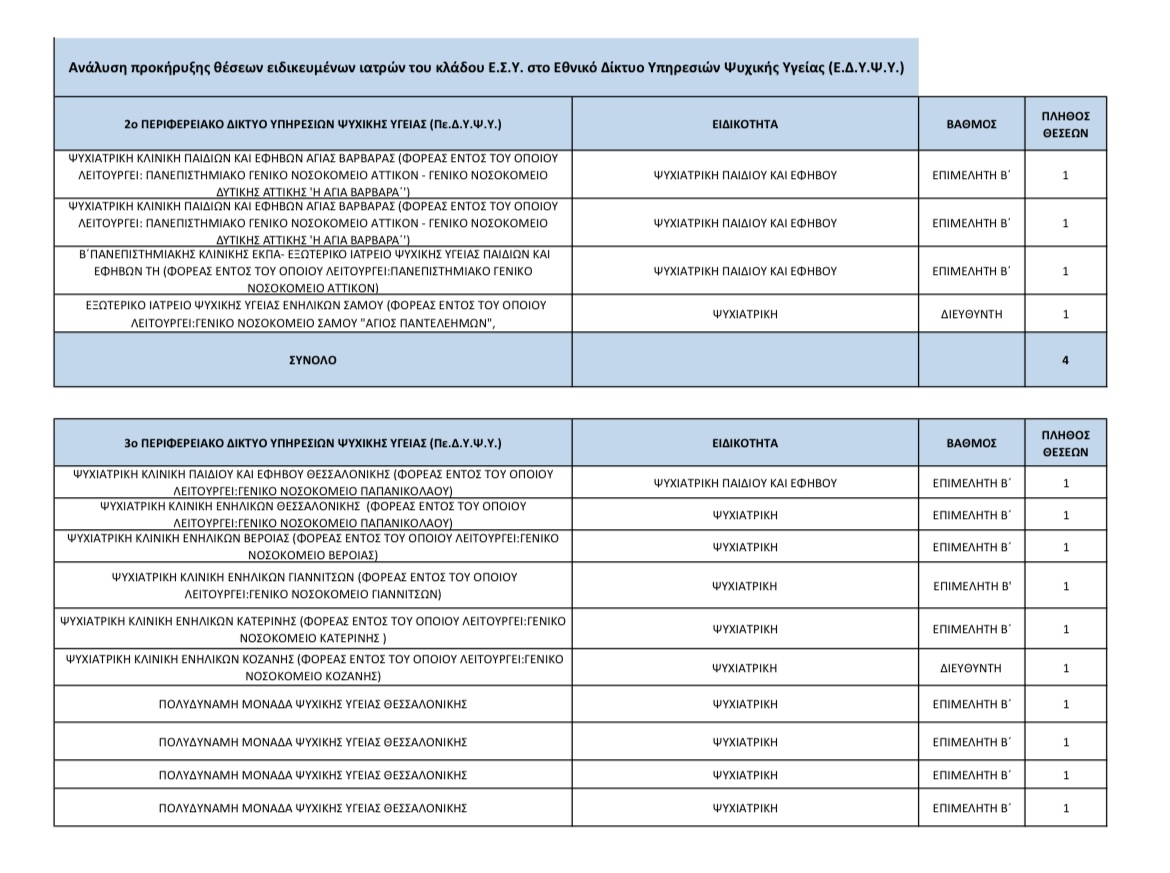 Ανάλυση προκήρυξης θέσεων ειδικευμένων ιατρών του κλάδου Ε.Σ.Υ. στο Εθνικό Δίκτυο Υπηρεσιών Ψυχικής Υγείας (Ε.Δ.Υ.Ψ.Υ.)
2ο ΠΕΡΙΦΕΡΕΙΑΚΟ ΔΙΚΤΥΟ ΥΠΗΡΕΣΙΩΝ ΨΥΧΙΚΗΣ ΥΓΕΙΑΣ (Πε.Δ.Υ.Ψ.Υ.) ΕΙΔΙΚΟΤΗΤΑ ΒΑΘΜΟΣ ΠΛΗΘΟΣ
ΘΕΣΕΩΝ
ΨΥΧΙΑΤΡΙΚΗ ΚΛΙΝΙΚΗ ΠΑΙΔΙΩΝ ΚΑΙ ΕΦΗΒΩΝ ΑΓΙΑΣ ΒΑΡΒΑΡΑΣ (ΦΟΡΕΑΣ ΕΝΤΟΣ ΤΟΥ ΟΠΟΙΟΥ
ΛΕΙΤΟΥΡΓΕΙ: ΠΑΝΕΠΙΣΤΗΜΙΑΚΟ ΓΕΝΙΚΟ ΝΟΣΟΚΟΜΕΙΟ ΑΤΤΙΚΟΝ - ΓΕΝΙΚΟ ΝΟΣΟΚΟΜΕΙΟ
ΔΥΤΙΚΗΣ ΑΤΤΙΚΗΣ 'Η ΑΓΙΑ ΒΑΡΒΑΡΑ΄') ΨΥΧΙΑΤΡΙΚΗ ΠΑΙΔΙΟΥ ΚΑΙ ΕΦΗΒΟΥ ΕΠΙΜΕΛΗΤΗ Β΄ 1
ΨΥΧΙΑΤΡΙΚΗ ΚΛΙΝΙΚΗ ΠΑΙΔΙΩΝ ΚΑΙ ΕΦΗΒΩΝ ΑΓΙΑΣ ΒΑΡΒΑΡΑΣ (ΦΟΡΕΑΣ ΕΝΤΟΣ ΤΟΥ ΟΠΟΙΟΥ
ΛΕΙΤΟΥΡΓΕΙ: ΠΑΝΕΠΙΣΤΗΜΙΑΚΟ ΓΕΝΙΚΟ ΝΟΣΟΚΟΜΕΙΟ ΑΤΤΙΚΟΝ - ΓΕΝΙΚΟ ΝΟΣΟΚΟΜΕΙΟ
ΔΥΤΙΚΗΣ ΑΤΤΙΚΗΣ 'Η ΑΓΙΑ ΒΑΡΒΑΡΑ΄') ΨΥΧΙΑΤΡΙΚΗ ΠΑΙΔΙΟΥ ΚΑΙ ΕΦΗΒΟΥ ΕΠΙΜΕΛΗΤΗ Β΄ 1
Β΄ΠΑΝΕΠΙΣΤΗΜΙΑΚΗΣ ΚΛΙΝΙΚΗΣ ΕΚΠΑ- ΕΞΩΤΕΡΙΚΟ ΙΑΤΡΕΙΟ ΨΥΧΙΚΗΣ ΥΓΕΙΑΣ ΠΑΙΔΙΩΝ ΚΑΙ
ΕΦΗΒΩΝ ΤΗ (ΦΟΡΕΑΣ ΕΝΤΟΣ ΤΟΥ ΟΠΟΙΟΥ ΛΕΙΤΟΥΡΓΕΙ:ΠΑΝΕΠΙΣΤΗΜΙΑΚΟ ΓΕΝΙΚΟ
ΝΟΣΟΚΟΜΕΙΟ ΑΤΤΙΚΟΝ) ΨΥΧΙΑΤΡΙΚΗ ΠΑΙΔΙΟΥ ΚΑΙ ΕΦΗΒΟΥ ΕΠΙΜΕΛΗΤΗ Β΄ 1
ΕΞΩΤΕΡΙΚΟ ΙΑΤΡΕΙΟ ΨΥΧΙΚΗΣ ΥΓΕΙΑΣ ΕΝΗΛΙΚΩΝ ΣΑΜΟΥ (ΦΟΡΕΑΣ ΕΝΤΟΣ ΤΟΥ ΟΠΟΙΟΥ
ΛΕΙΤΟΥΡΓΕΙ:ΓΕΝΙΚΟ ΝΟΣΟΚΟΜΕΙΟ ΣΑΜΟΥ "ΑΓΙΟΣ ΠΑΝΤΕΛΕΗΜΩΝ", ΨΥΧΙΑΤΡΙΚΗ ΔΙΕΥΘΥΝΤΗ 1
ΣΥΝΟΛΟ 4
3ο ΠΕΡΙΦΕΡΕΙΑΚΟ ΔΙΚΤΥΟ ΥΠΗΡΕΣΙΩΝ ΨΥΧΙΚΗΣ ΥΓΕΙΑΣ (Πε.Δ.Υ.Ψ.Υ.) ΕΙΔΙΚΟΤΗΤΑ ΒΑΘΜΟΣ ΠΛΗΘΟΣ
ΘΕΣΕΩΝ
ΨΥΧΙΑΤΡΙΚΗ ΚΛΙΝΙΚΗ ΠΑΙΔΙΟΥ ΚΑΙ ΕΦΗΒΟΥ ΘΕΣΣΑΛΟΝΙΚΗΣ (ΦΟΡΕΑΣ ΕΝΤΟΣ ΤΟΥ ΟΠΟΙΟΥ
ΛΕΙΤΟΥΡΓΕΙ:ΓΕΝΙΚΟ ΝΟΣΟΚΟΜΕΙΟ ΠΑΠΑΝΙΚΟΛΑΟΥ) ΨΥΧΙΑΤΡΙΚΗ ΠΑΙΔΙΟΥ ΚΑΙ ΕΦΗΒΟΥ ΕΠΙΜΕΛΗΤΗ Β΄ 1
ΨΥΧΙΑΤΡΙΚΗ ΚΛΙΝΙΚΗ ΕΝΗΛΙΚΩΝ ΘΕΣΣΑΛΟΝΙΚΗΣ (ΦΟΡΕΑΣ ΕΝΤΟΣ ΤΟΥ ΟΠΟΙΟΥ
ΛΕΙΤΟΥΡΓΕΙ:ΓΕΝΙΚΟ ΝΟΣΟΚΟΜΕΙΟ ΠΑΠΑΝΙΚΟΛΑΟΥ) ΨΥΧΙΑΤΡΙΚΗ ΕΠΙΜΕΛΗΤΗ Β΄ 1
ΨΥΧΙΑΤΡΙΚΗ ΚΛΙΝΙΚΗ ΕΝΗΛΙΚΩΝ ΒΕΡΟΙΑΣ (ΦΟΡΕΑΣ ΕΝΤΟΣ ΤΟΥ ΟΠΟΙΟΥ ΛΕΙΤΟΥΡΓΕΙ:ΓΕΝΙΚΟ
ΝΟΣΟΚΟΜΕΙΟ ΒΕΡΟΙΑΣ) ΨΥΧΙΑΤΡΙΚΗ ΕΠΙΜΕΛΗΤΗ Β΄ 1
ΨΥΧΙΑΤΡΙΚΗ ΚΛΙΝΙΚΗ ΕΝΗΛΙΚΩΝ ΓΙΑΝΝΙΤΣΩΝ (ΦΟΡΕΑΣ ΕΝΤΟΣ ΤΟΥ ΟΠΟΙΟΥ
ΛΕΙΤΟΥΡΓΕΙ:ΓΕΝΙΚΟ ΝΟΣΟΚΟΜΕΙΟ ΓΙΑΝΝΙΤΣΩΝ) ΨΥΧΙΑΤΡΙΚΗ ΕΠΙΜΕΛΗΤΗ Β' 1
ΨΥΧΙΑΤΡΙΚΗ ΚΛΙΝΙΚΗ ΕΝΗΛΙΚΩΝ ΚΑΤΕΡΙΝΗΣ (ΦΟΡΕΑΣ ΕΝΤΟΣ ΤΟΥ ΟΠΟΙΟΥ ΛΕΙΤΟΥΡΓΕΙ:ΓΕΝΙΚΟ
ΝΟΣΟΚΟΜΕΙΟ ΚΑΤΕΡΙΝΗΣ ) ΨΥΧΙΑΤΡΙΚΗ ΕΠΙΜΕΛΗΤΗ Β΄ 1
ΨΥΧΙΑΤΡΙΚΗ ΚΛΙΝΙΚΗ ΕΝΗΛΙΚΩΝ ΚΟΖΑΝΗΣ (ΦΟΡΕΑΣ ΕΝΤΟΣ ΤΟΥ ΟΠΟΙΟΥ ΛΕΙΤΟΥΡΓΕΙ:ΓΕΝΙΚΟ
ΝΟΣΟΚΟΜΕΙΟ ΚΟΖΑΝΗΣ) ΨΥΧΙΑΤΡΙΚΗ ΔΙΕΥΘΥΝΤΗ 1
ΠΟΛΥΔΥΝΑΜΗ ΜΟΝΑΔΑ ΨΥΧΙΚΗΣ ΥΓΕΙΑΣ ΘΕΣΣΑΛΟΝΙΚΗΣ ΨΥΧΙΑΤΡΙΚΗ ΕΠΙΜΕΛΗΤΗ Β΄ 1
ΠΟΛΥΔΥΝΑΜΗ ΜΟΝΑΔΑ ΨΥΧΙΚΗΣ ΥΓΕΙΑΣ ΘΕΣΣΑΛΟΝΙΚΗΣ ΨΥΧΙΑΤΡΙΚΗ ΕΠΙΜΕΛΗΤΗ Β΄ 1
ΠΟΛΥΔΥΝΑΜΗ ΜΟΝΑΔΑ ΨΥΧΙΚΗΣ ΥΓΕΙΑΣ ΘΕΣΣΑΛΟΝΙΚΗΣ ΨΥΧΙΑΤΡΙΚΗ ΕΠΙΜΕΛΗΤΗ Β΄ 1
ΠΟΛΥΔΥΝΑΜΗ ΜΟΝΑΔΑ ΨΥΧΙΚΗΣ ΥΓΕΙΑΣ ΘΕΣΣΑΛΟΝΙΚΗΣ ΨΥΧΙΑΤΡΙΚΗ ΕΠΙΜΕΛΗΤΗ Β΄ 1